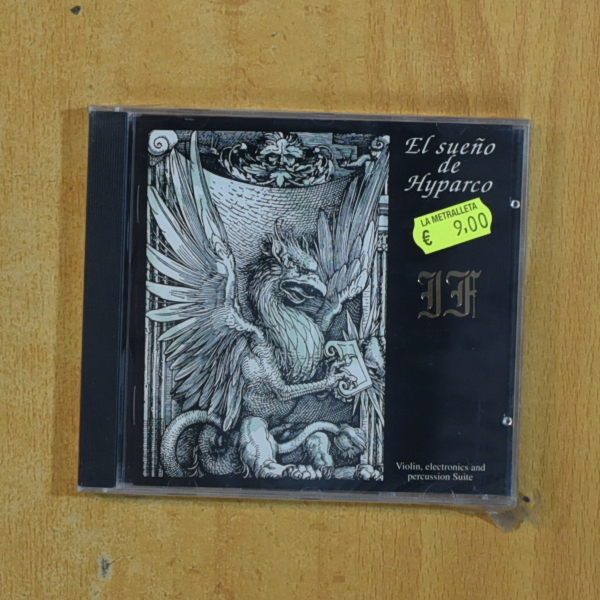 El sueño
de
Hyparco
LA METRALLETA
€ 9,00
IF
Violin, electronics and
percussion Suite